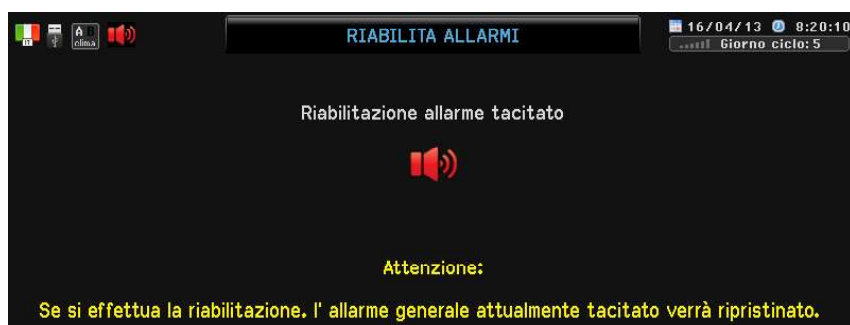 IT A B clima RIABILITA ALLARMI 16/04/13 8:20:10
Giorno ciclo: 5
Riabilitazione allarme tacitato
Attenzione:
Se si effettua la riabilitazione. l' allarme generale attualmente tacitato verrà ripristinato.